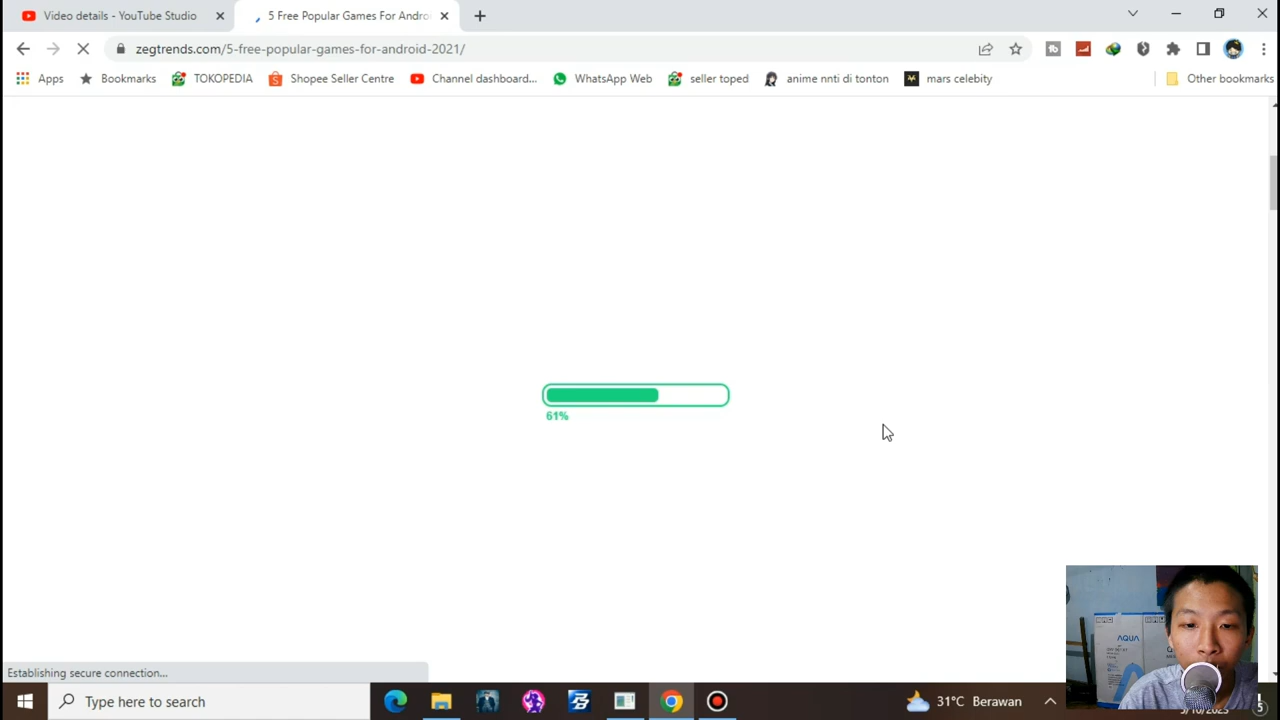 Video details - YouTube Studio
5 Free Popular Games For Andro
zegtrends.com/5-free-popular-games-for-android-2021/
Apps Bookmarks TOKOPEDIA Shopee Seller Centre Channel dashboard... WhatsApp Web seller toped anime nnti di tonton mars celebity Other bookmarks
61%
AQUA
Establishing secure connection...
Type here to search
31°C Berawan
5